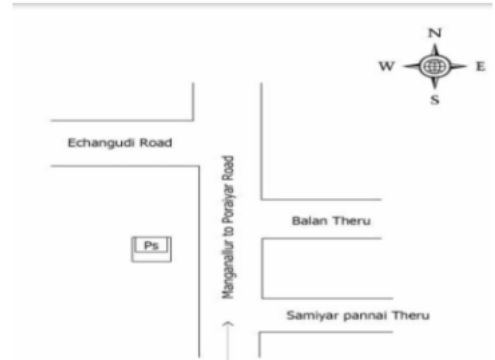 N
W E
S
Echangudi Road
Manganallur to Poraiyar Road
Balan Theru
Ps
Samiyar pannai Theru